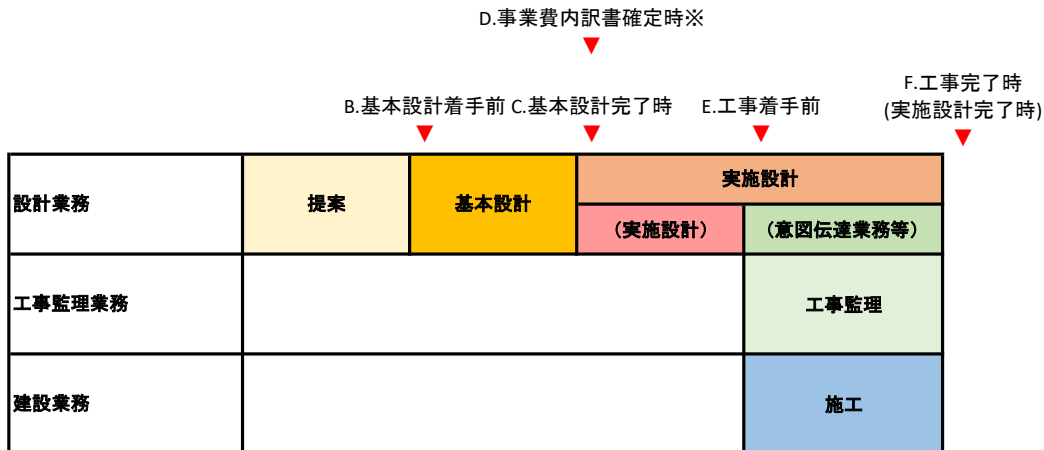 D.事業費内訳書確定時※
▼
F.工事完了時
(実施設計完了時)
B.基本設計着手前 C.基本設計完了時 E.工事着手前
▼ ▼ ▼ ▼
設計業務 提案 基本設計 実施設計
（実施設計） （意図伝達業務等）
工事監理業務 工事監理
建設業務 施工